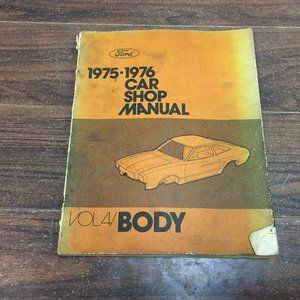 Ford
1975-1976
CAR
SHOP
MANUAL
VOL 4/BODY